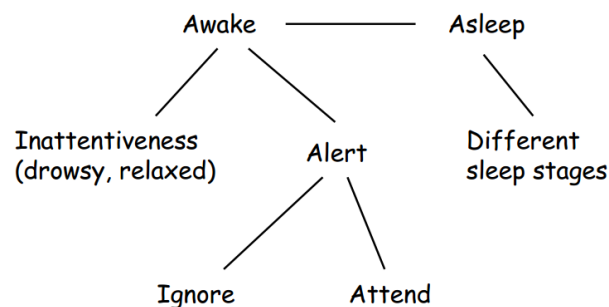 Awake
Asleep
Inattentiveness
(drowsy, relaxed)
Alert
Different
sleep stages
Ignore
Attend